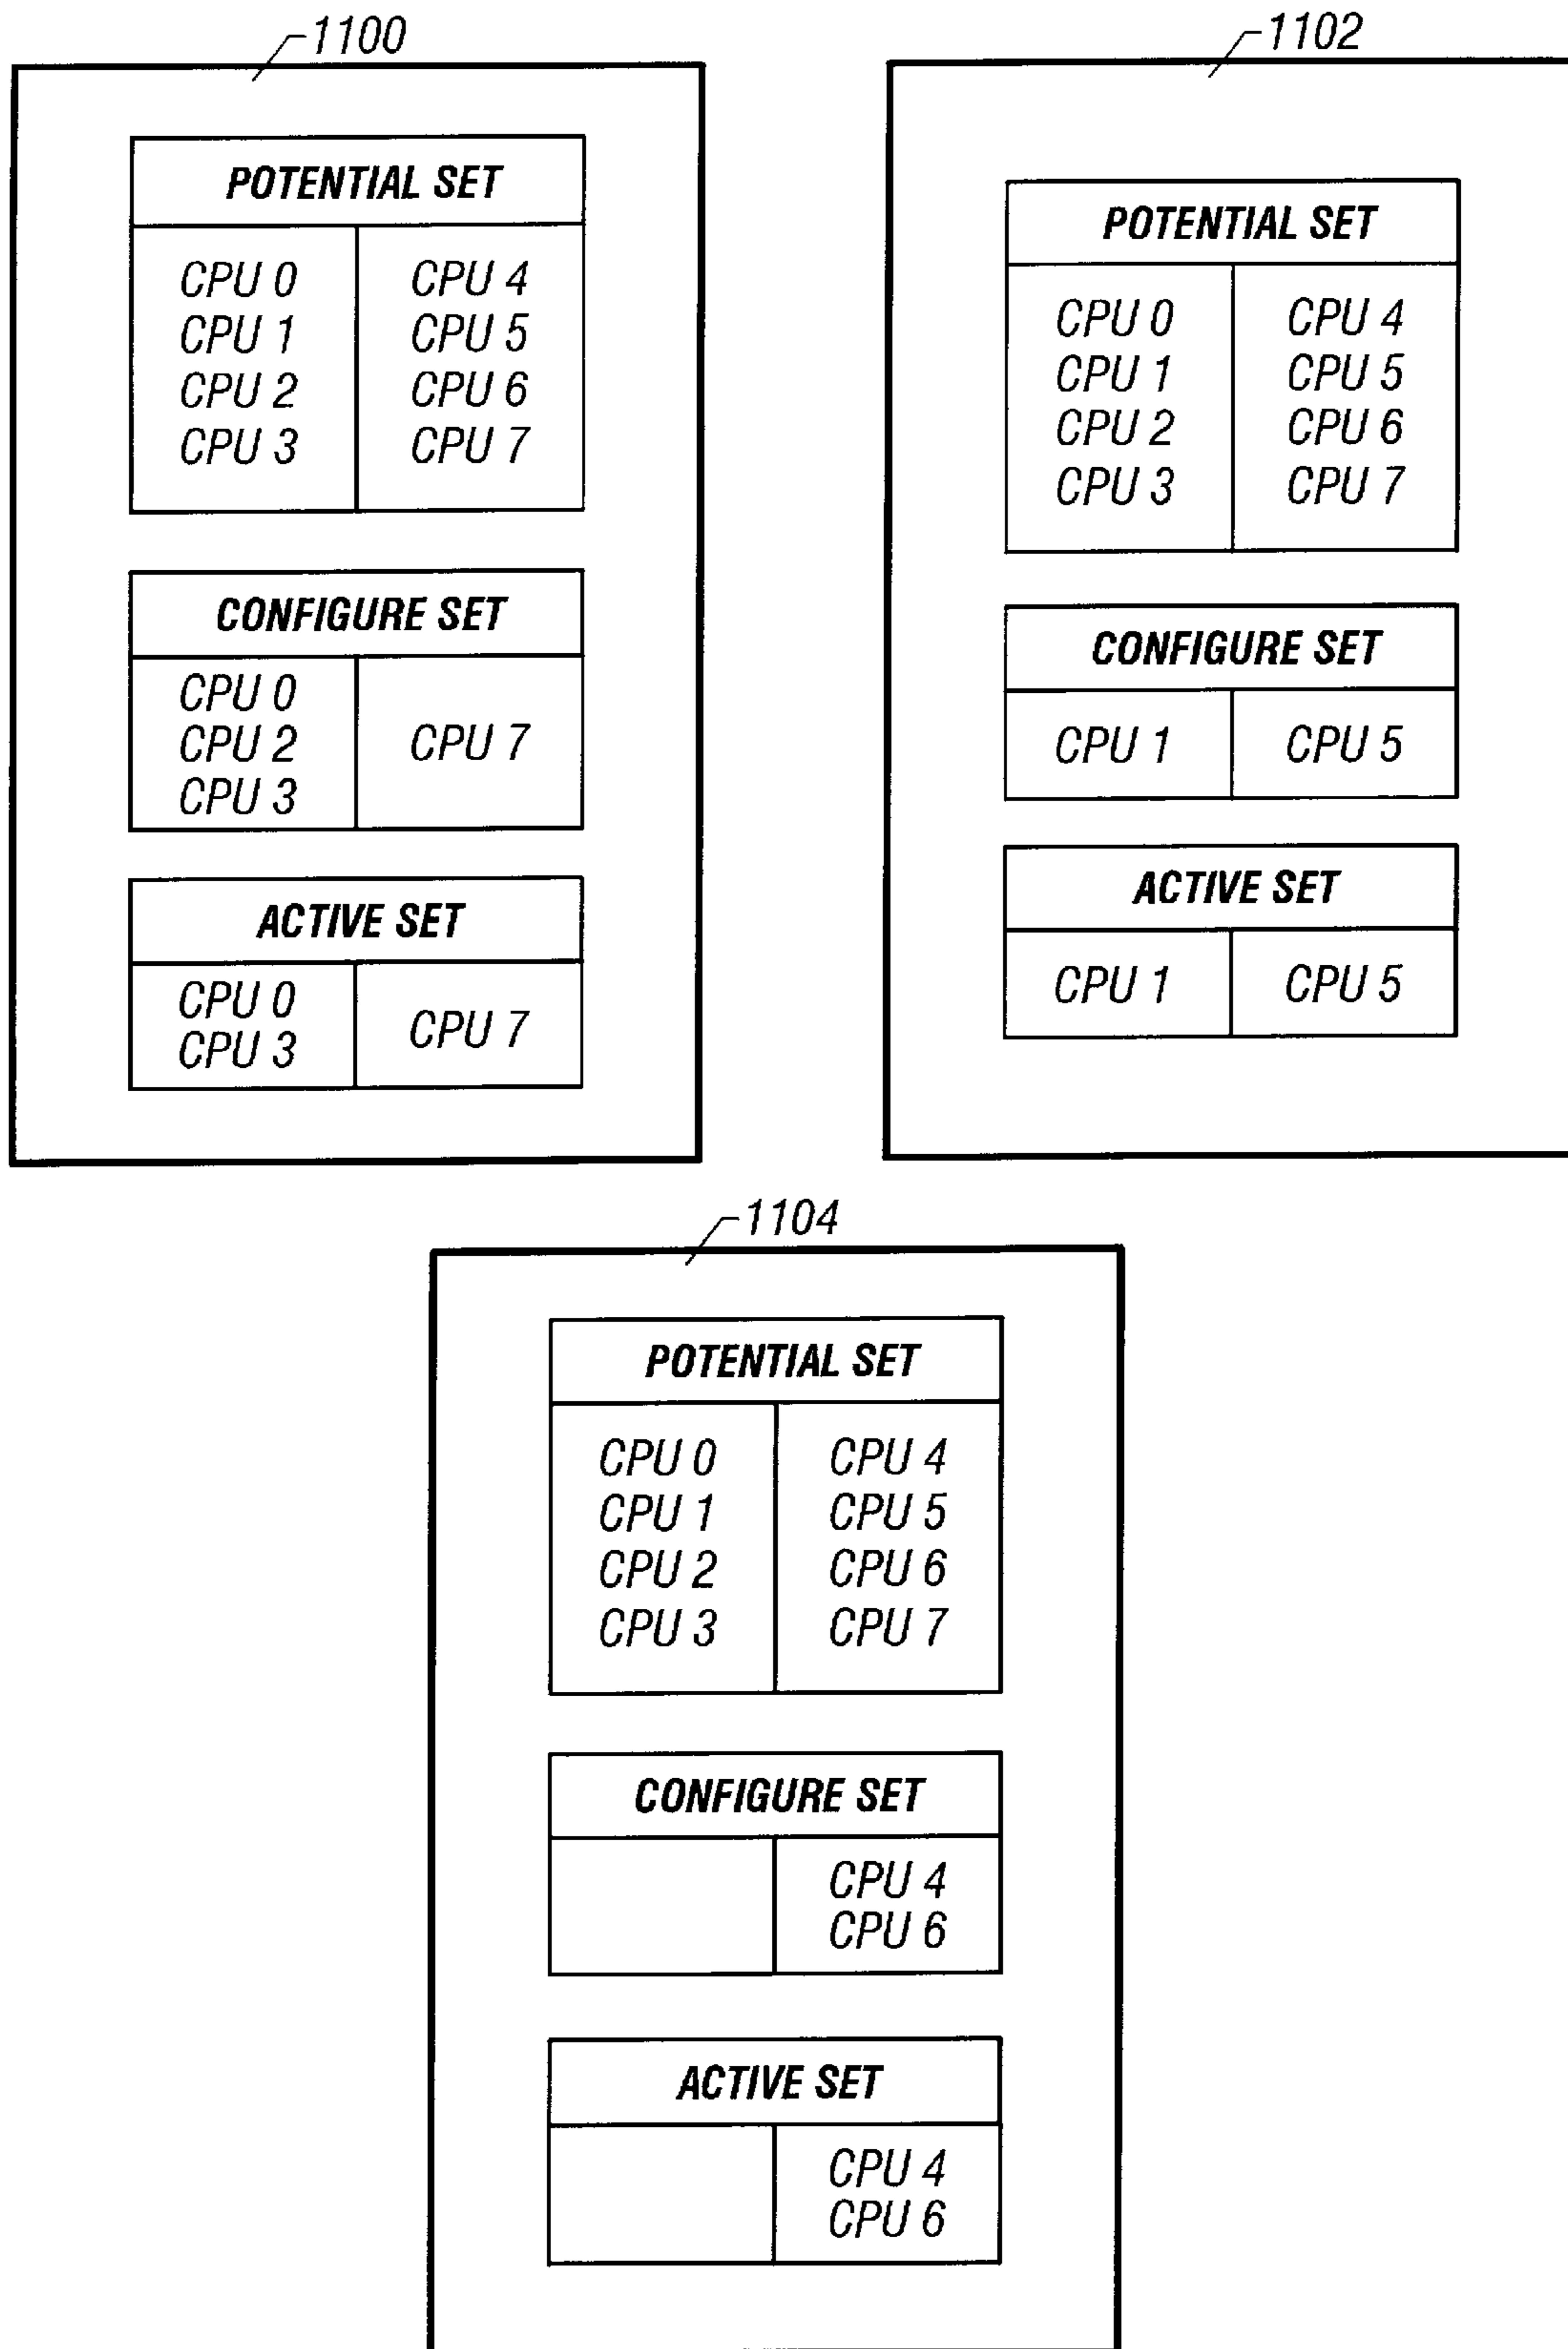 1100
POTENTIAL SET
CPU 0 CPU 4
CPU 1 CPU 5
CPU 2 CPU 6
CPU 3 CPU 7
CONFIGURE SET
CPU 0
CPU 2 CPU 7
CPU 3
ACTIVE SET
CPU 0
CPU 3
CPU 7
1102
POTENTIAL SET
CPU 0 CPU 4
CPU 1 CPU 5
CPU 2 CPU 6
CPU 3 CPU 7
CONFIGURE SET
CPU 1 CPU 5
ACTIVE SET
CPU 1 CPU 5
1104
POTENTIAL SET
CPU 0 CPU 4
CPU 1 CPU 5
CPU 2 CPU 6
CPU 3 CPU 7
CONFIGURE SET
CPU 4
CPU 6
ACTIVE SET
CPU 4
CPU 6